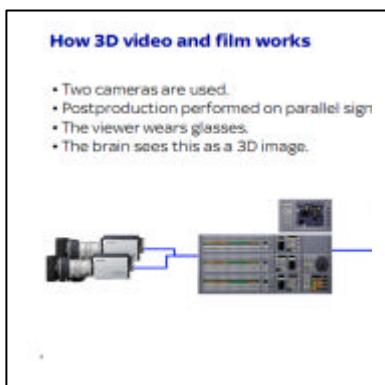 How 3D video and film works
• Two cameras are used.
• Postproduction performed on parallel sign
• The viewer wears glasses.
• The brain sees this as a 3D image.